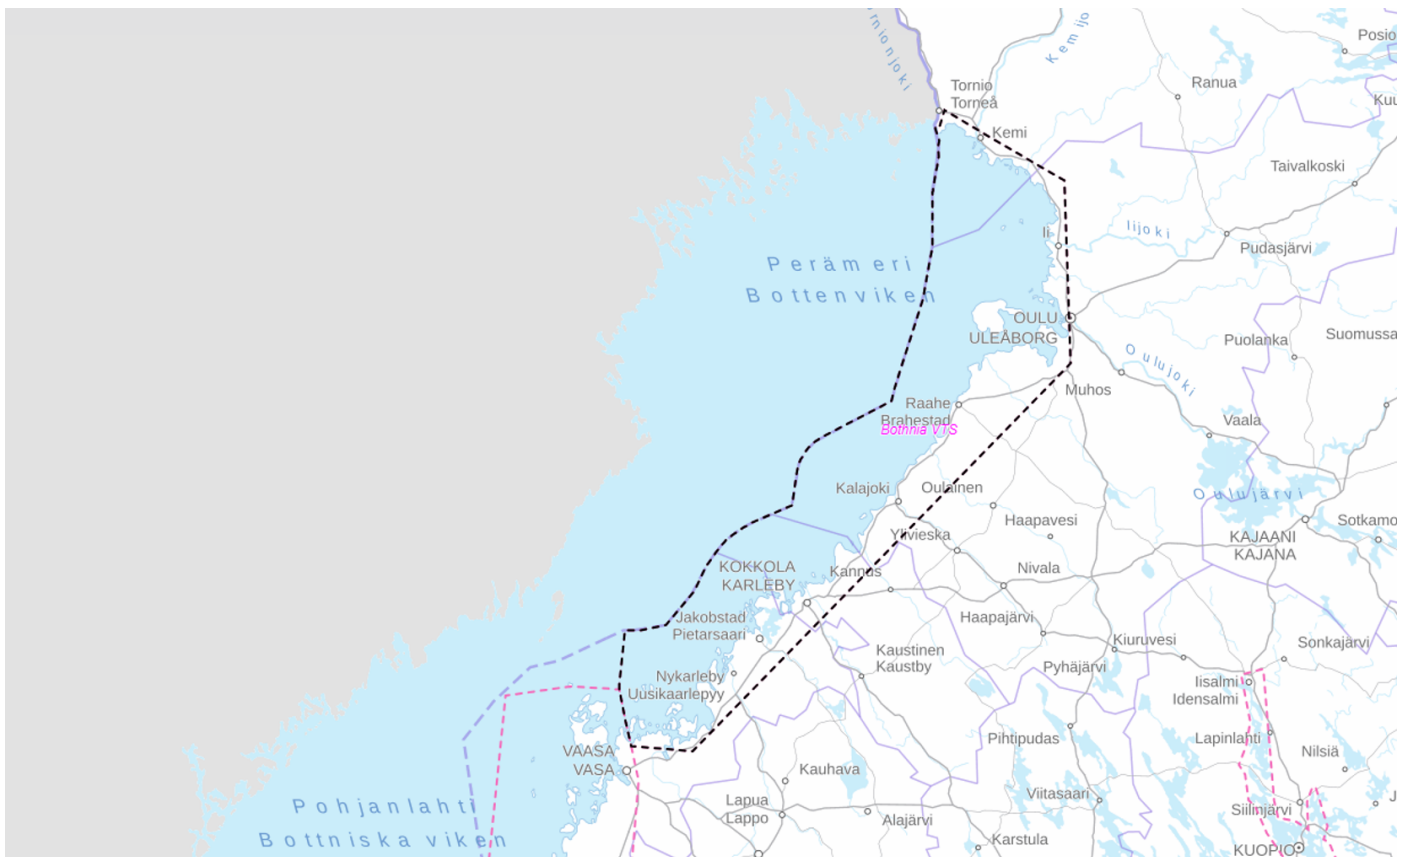 rnionjoki
Kemijo
Posio
Ranua
Tornio
Torneå
Kuu
Kemi
Taivalkoski
Ii
Iijoki
Pudasjärvi
Perämeri
Bottenviken
OULU
ULEÅBORG
Suomussa
Puolanka
Oulujoki
Muhos
Raahe
Brahestad
Bothnia VTS
Vaala
Kalajoki
Oulainen
Oulujärvi
Haapavesi
Sotkamo
Ylivieska
KAJAANI
KAJANA
KOKKOLA
KARLEBY
Kannus
Nivala
Jakobstad
Pietarsaari
Haapajärvi
Kiuruvesi
Sonkajärvi
Kaustinen
Kaustby
Pyhäjärvi
Nykarleby
Uusikaarlepyy
Iisalmi
Idensalmi
Pihtipudas
Lapinlahti
Nilsiä
VAASA
VASA
Kauhava
Viitasaari
J
Pohjanlahti
Bottniska viken
Lapua
Lappo
Alajärvi
Siilinjärvi
Karstula
KUOPIO